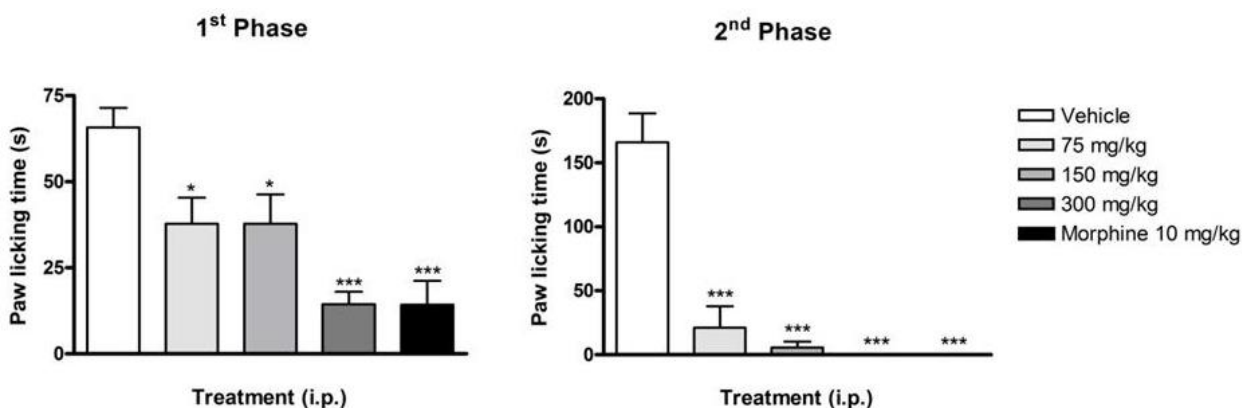 1st Phase
Paw licking time (s)
75
50
25
0
*
*
***
***
Treatment (i.p.)
2nd Phase
Paw licking time (s)
200
150
100
50
0
***
***
***
***
Treatment (i.p.)
Vehicle
75 mg/kg
150 mg/kg
300 mg/kg
Morphine 10 mg/kg